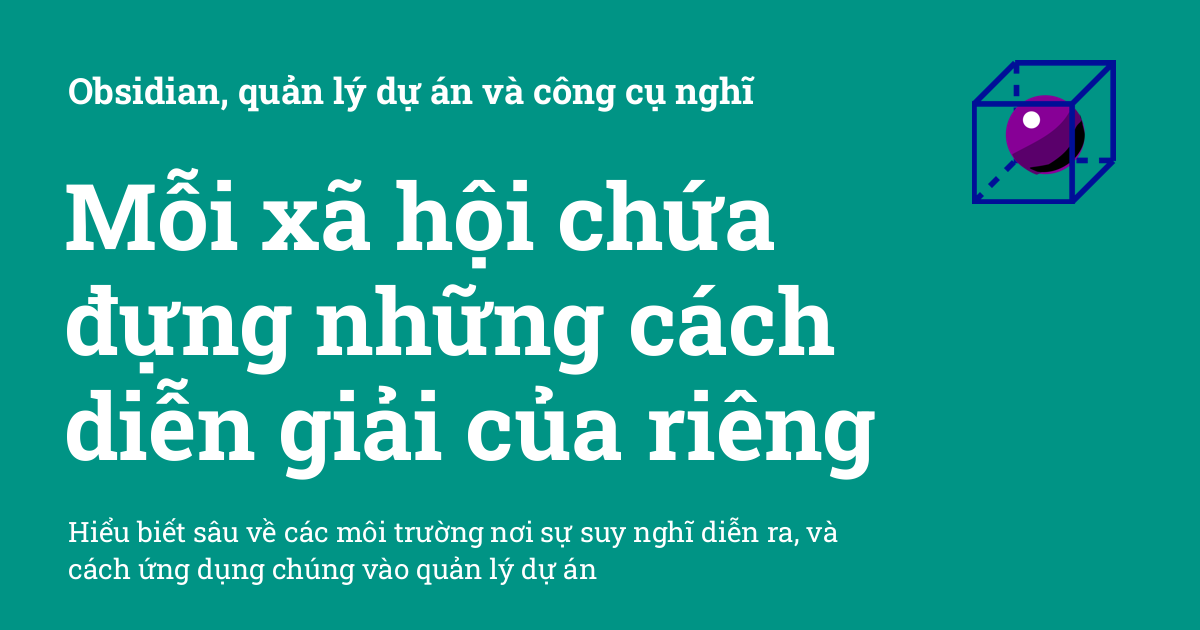 Obsidian, quản lý dự án và công cụ nghĩ
Mỗi xã hội chứa
đựng những cách
diễn giải của riêng
Hiểu biết sâu về các môi trường nơi sự suy nghĩ diễn ra, và
cách ứng dụng chúng vào quản lý dự án